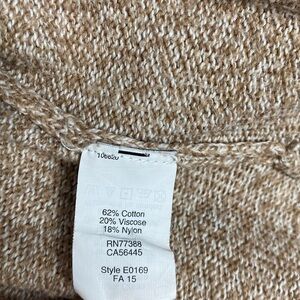 62% Cotton
20% Viscose
18% Nylon
RN77388
CA56445
Style E0169
FA 15